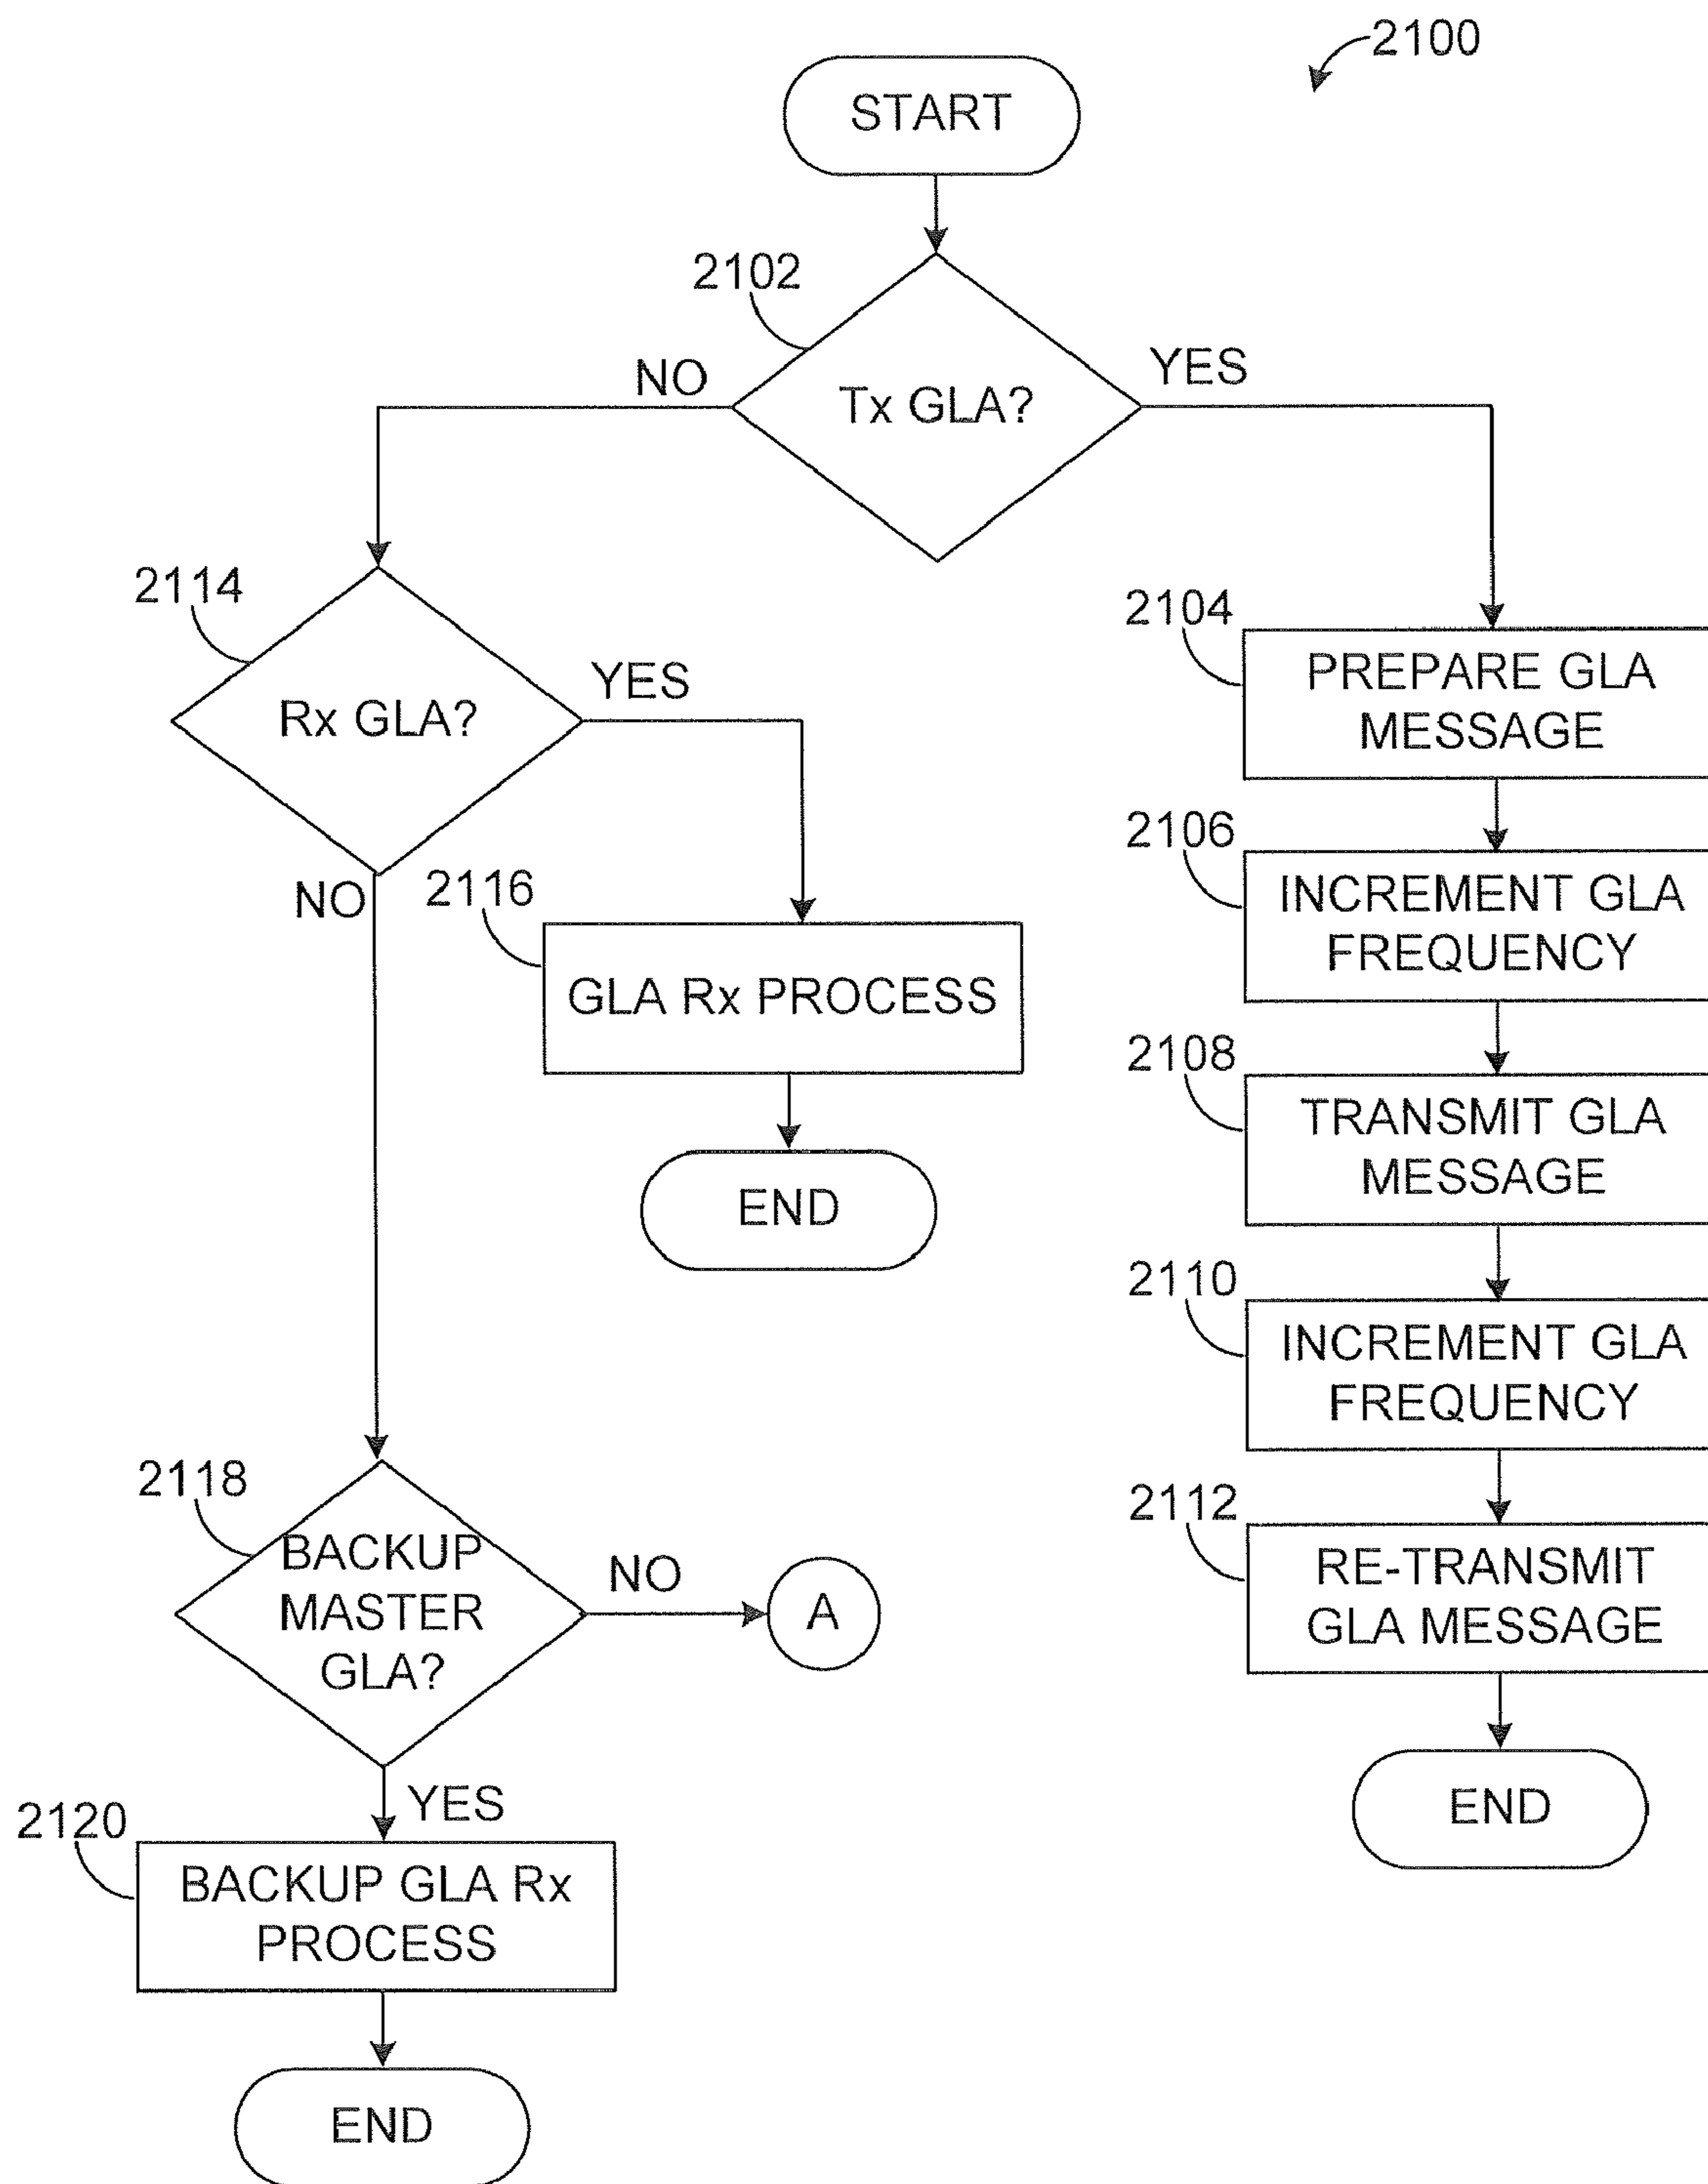 2100
START
2102
Tx GLA?
NO
YES
2114
Rx GLA?
YES
NO
2104
PREPARE GLA
MESSAGE
2106
INCREMENT GLA
FREQUENCY
2116
GLA Rx PROCESS
END
2108
TRANSMIT GLA
MESSAGE
2110
INCREMENT GLA
FREQUENCY
2112
RE-TRANSMIT
GLA MESSAGE
END
2118
BACKUP
MASTER
GLA?
NO
A
YES
2120
BACKUP GLA Rx
PROCESS
END